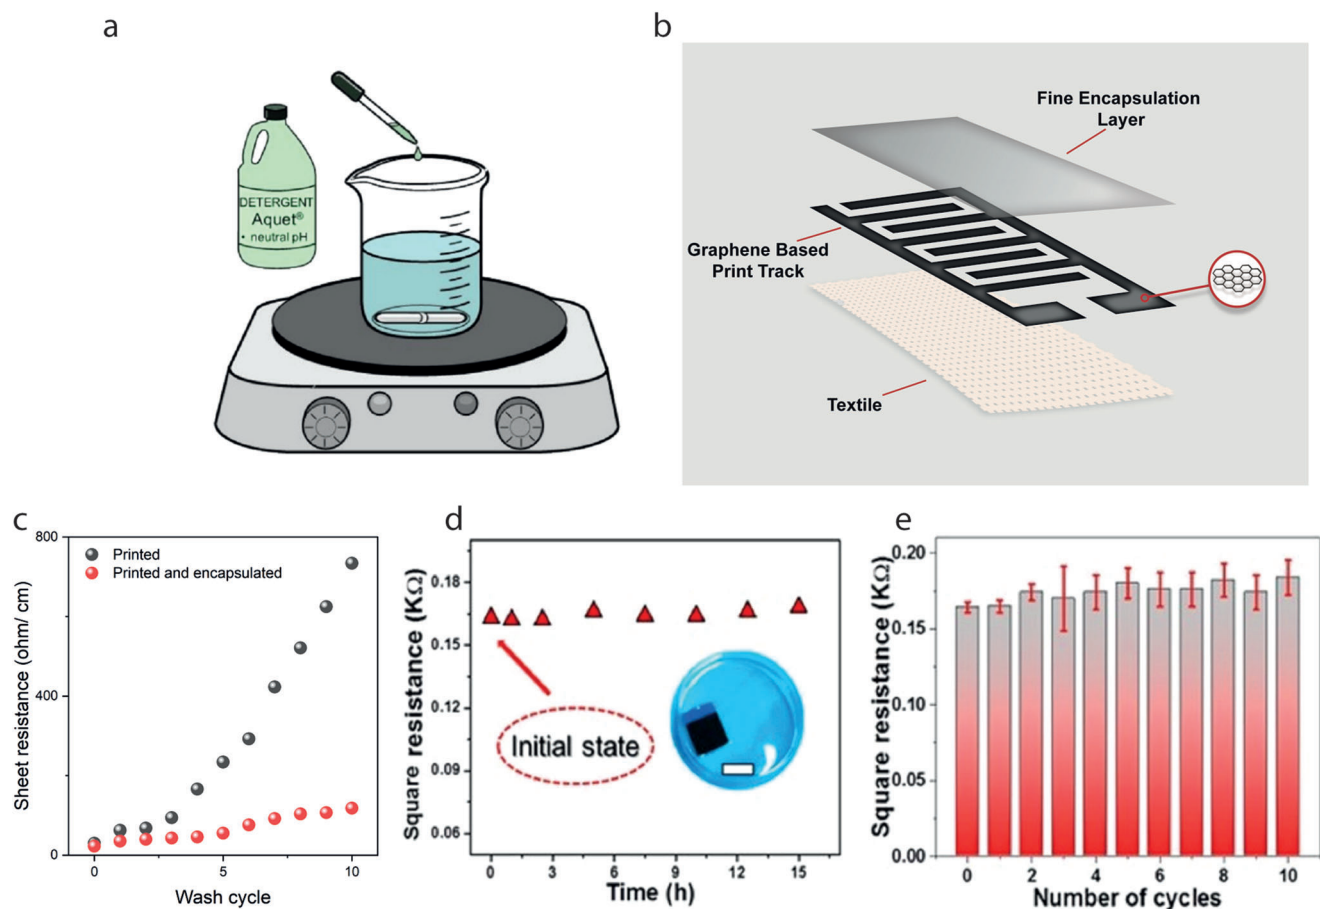 a
DETERGENT
Aquet®
• neutral pH
b
Fine Encapsulation
Layer
Graphene Based
Print Track
Textile
c
Sheet resistance (ohm/ cm)
800
400
0
Printed
Printed and encapsulated
0
5
10
Wash cycle
d
Square resistance (KΩ)
0.18
0.15
0.12
0.09
0.06
Initial state
0
3
6
9
12
15
Time (h)
e
Square resistance (KΩ)
0.20
0.15
0.10
0.05
0.00
0
2
4
6
8
10
Number of cycles